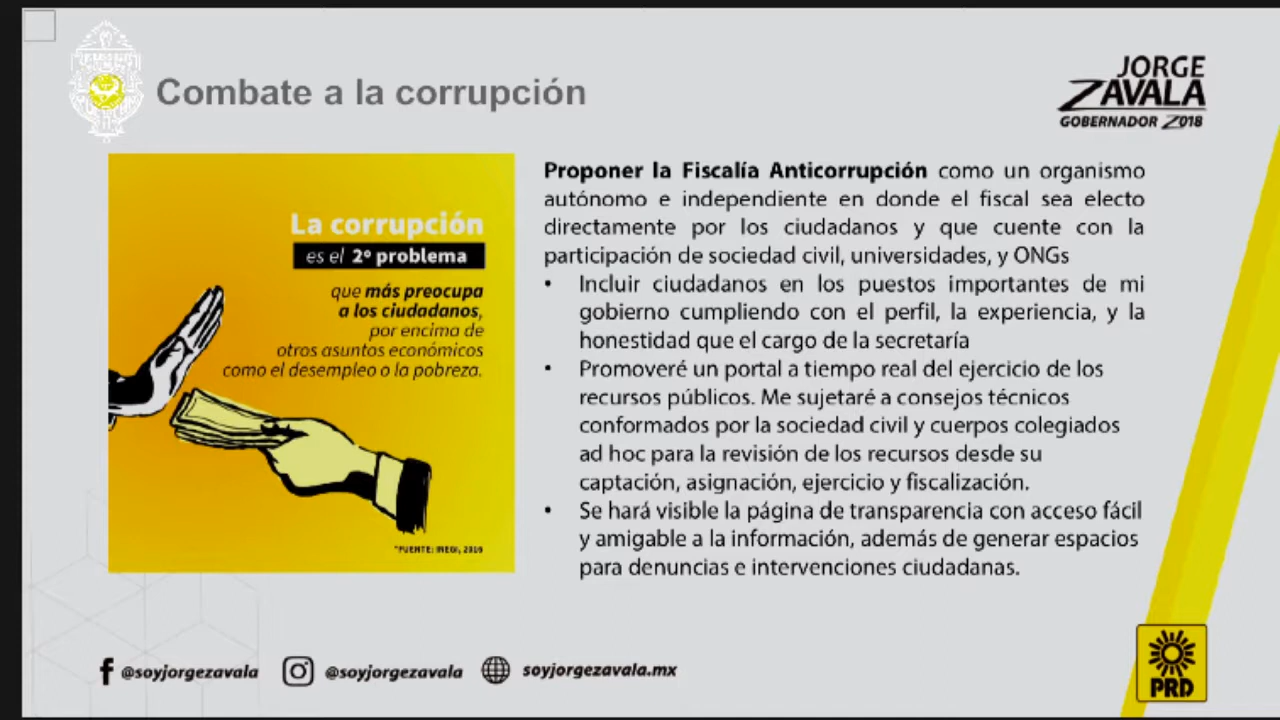 Combate a la corrupción
JORGE
ZAVALA
GOBERNADOR 2018
La corrupción
es el 2º problema
que más preocupa
a los ciudadanos,
por encima de
otros asuntos económicos
como el desempleo o la pobreza.
*FUENTE: INEGI, 2016
Proponer la Fiscalía Anticorrupción como un organismo
autónomo e independiente en donde el fiscal sea electo
directamente por los ciudadanos y que cuente con la
participación de sociedad civil, universidades, y ONGs
• Incluir ciudadanos en los puestos importantes de mi
gobierno cumpliendo con el perfil, la experiencia, y la
honestidad que el cargo de la secretaría
• Promoveré un portal a tiempo real del ejercicio de los
recursos públicos. Me sujetaré a consejos técnicos
conformados por la sociedad civil y cuerpos colegiados
ad hoc para la revisión de los recursos desde su
captación, asignación, ejercicio y fiscalización.
• Se hará visible la página de transparencia con acceso fácil
y amigable a la información, además de generar espacios
para denuncias e intervenciones ciudadanas.
@soyjorgezavala @soyjorgezavala soyjorgezavala.mx
PRD